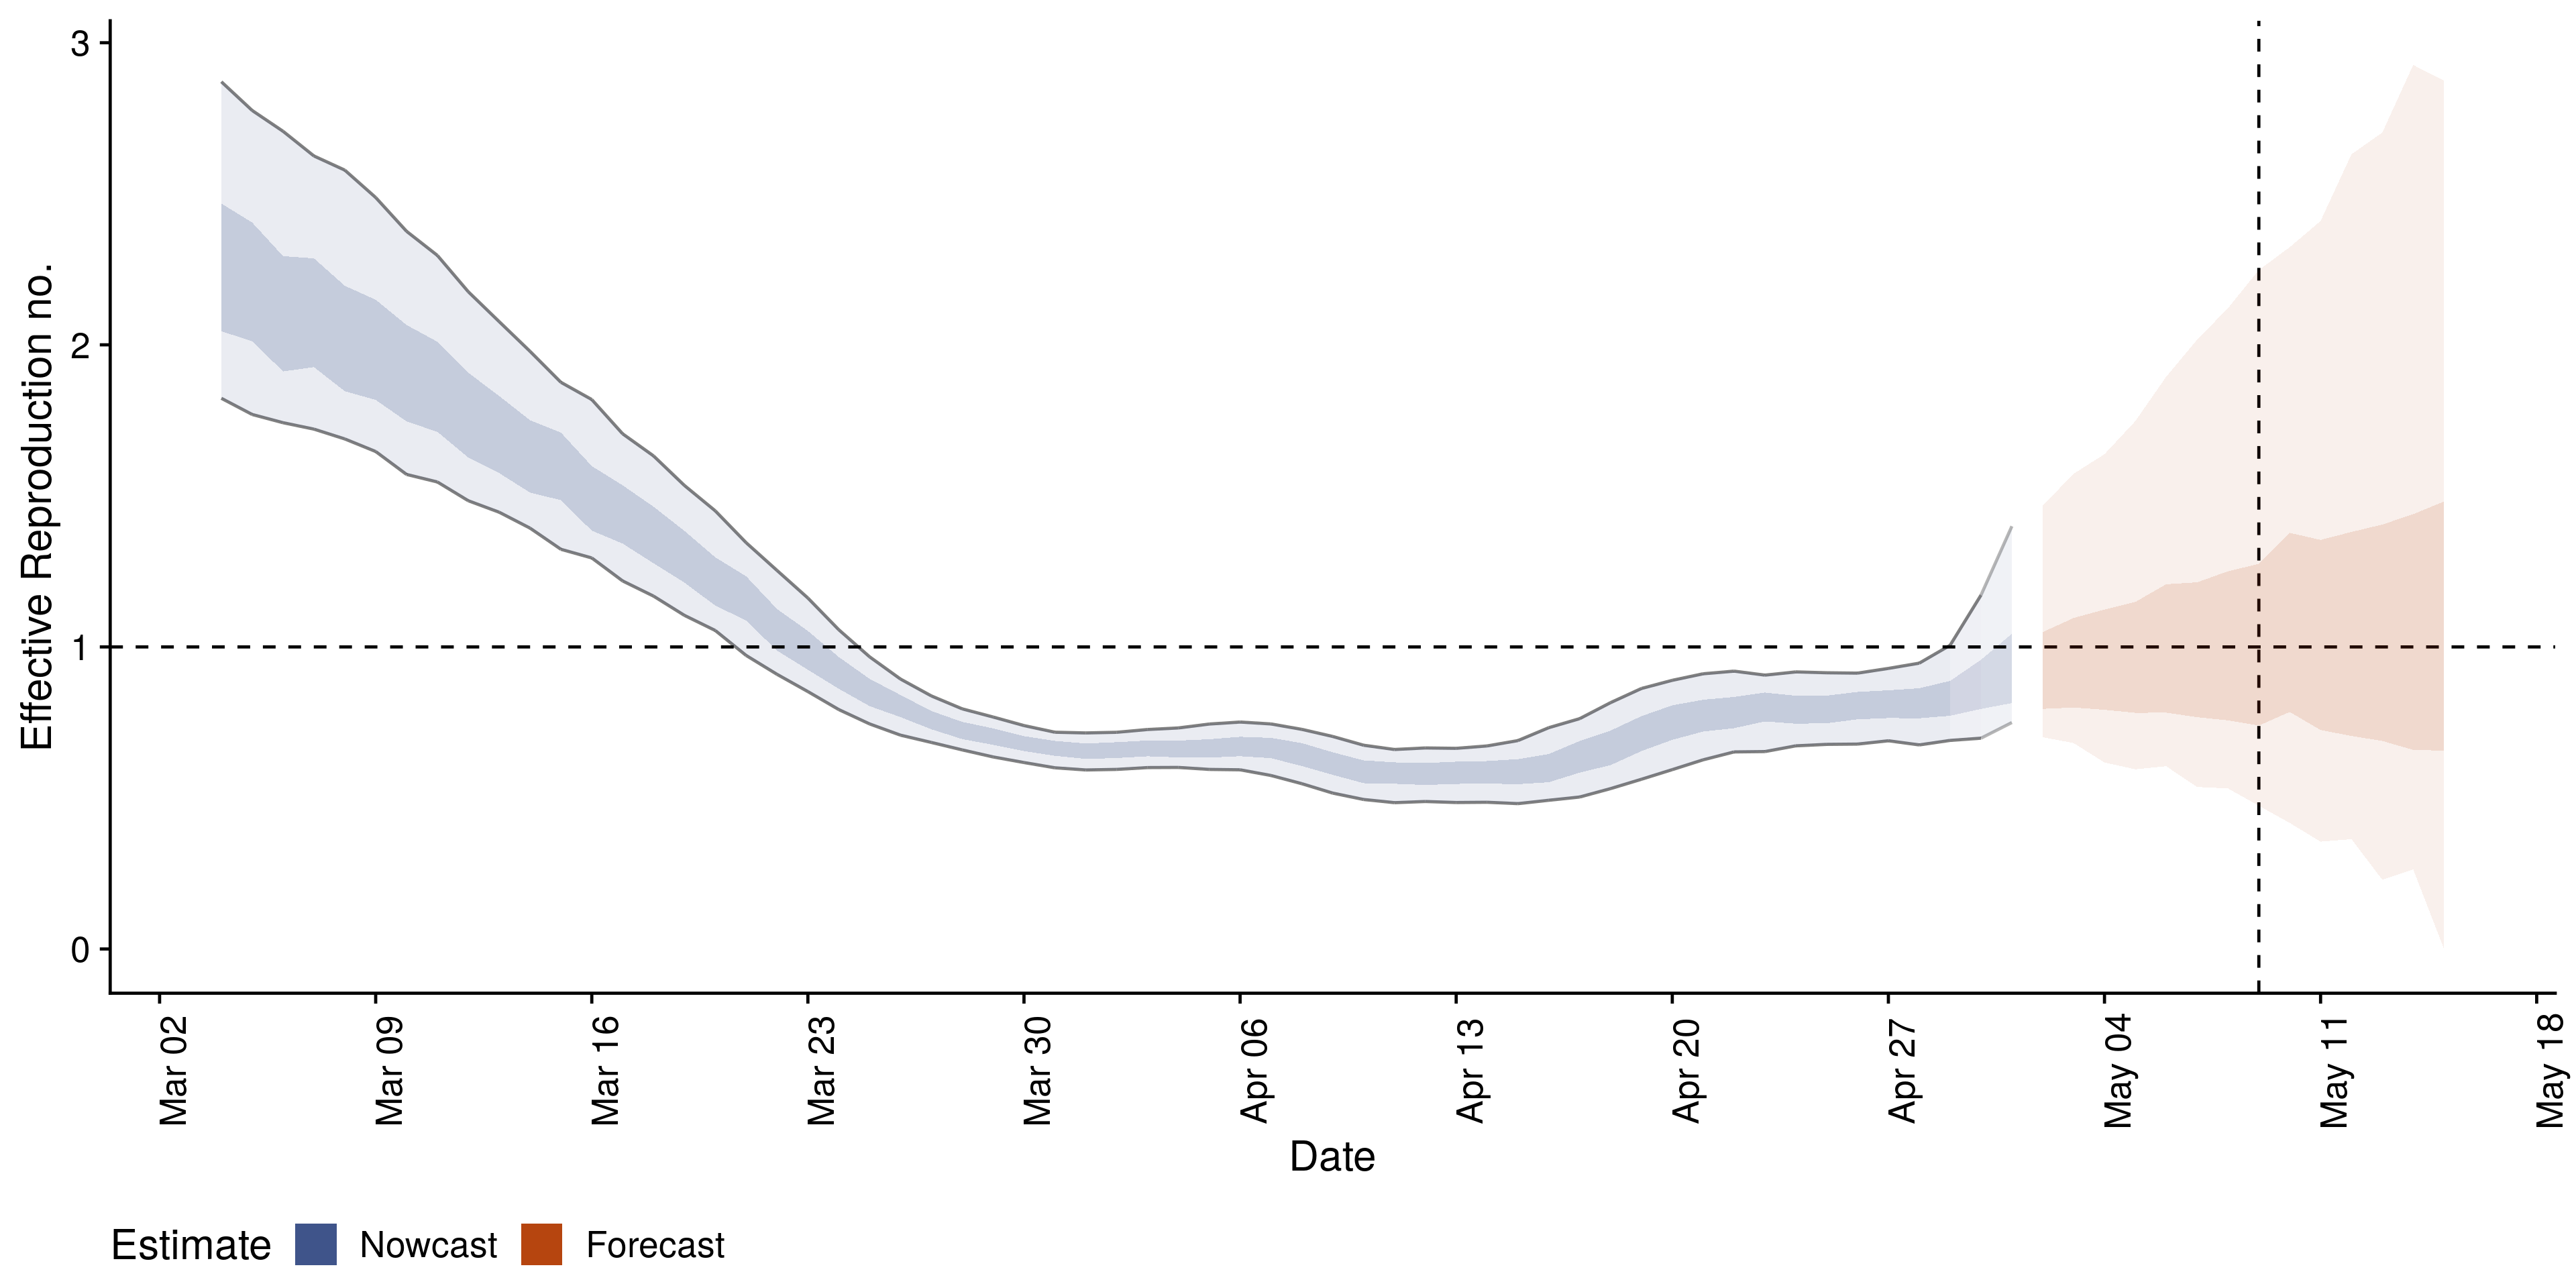 Effective Reproduction no.
3
2
1
0
Mar 02
Mar 09
Mar 16
Mar 23
Mar 30
Apr 06
Apr 13
Apr 20
Apr 27
May 04
May 11
May 18
Date
Estimate Nowcast Forecast